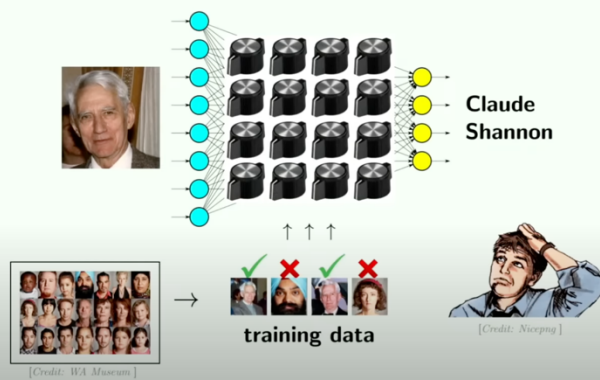 Claude
Shannon
training data
[Credit: WA Museum]
[Credit: Nicepng]